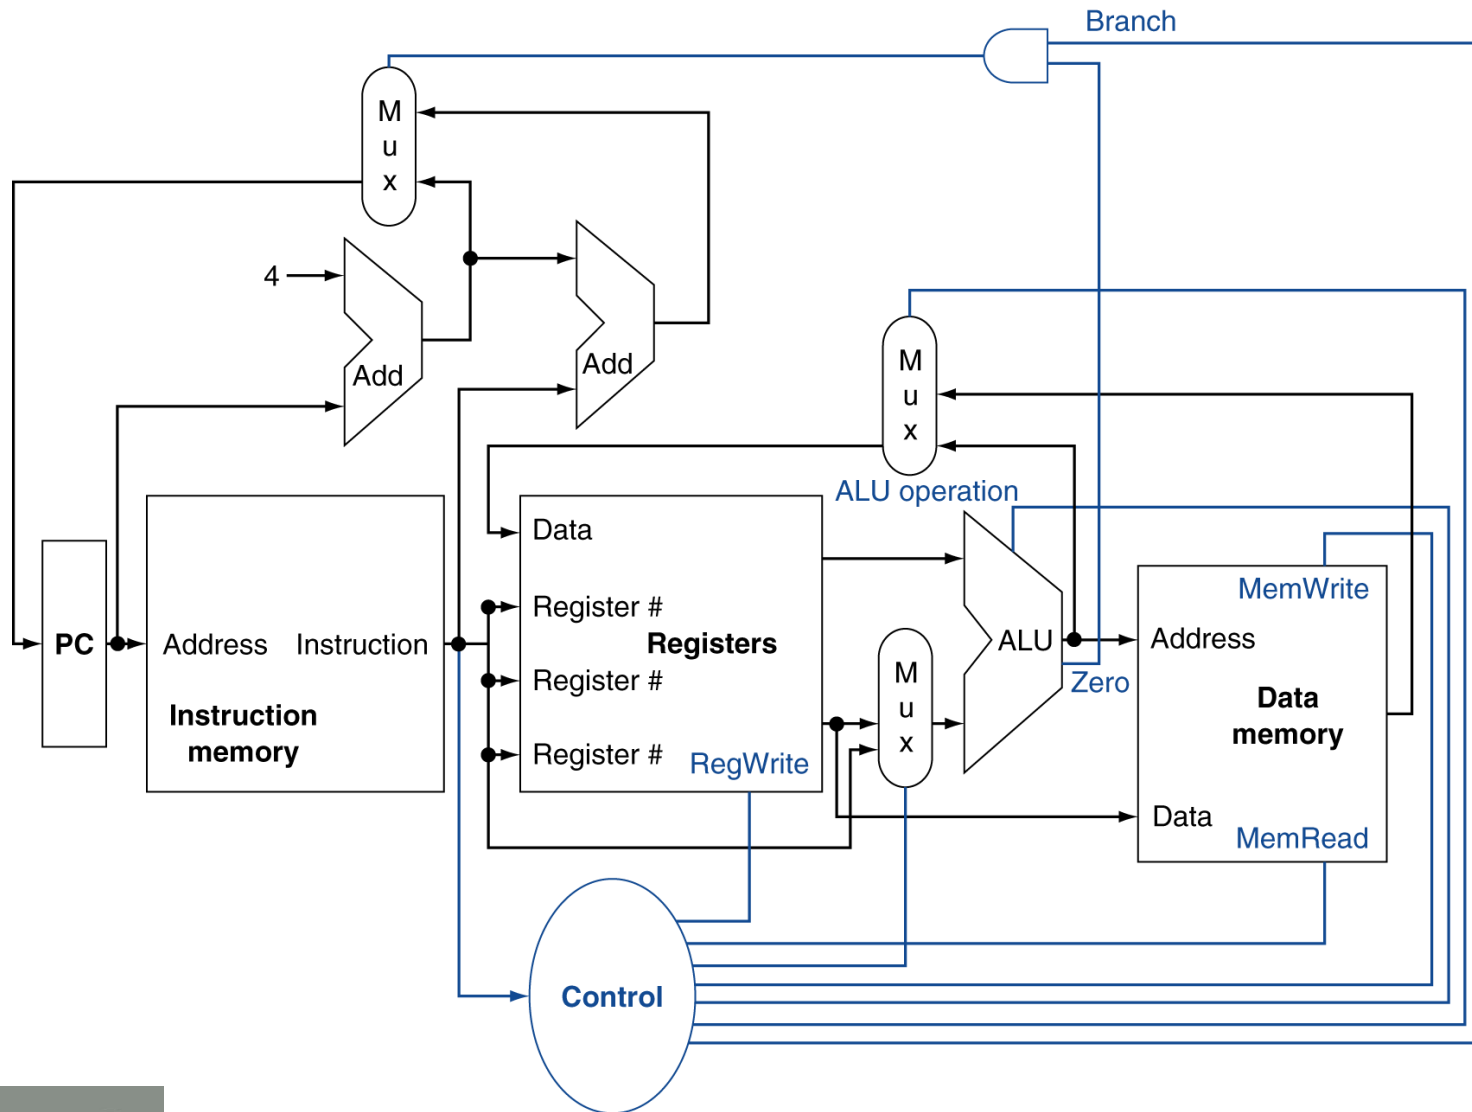 Branch
M
u
x
4
Add
Add
M
u
x
ALU operation
Data
Register #
Register #
Register #
Registers
RegWrite
PC
Address
Instruction
Instruction
memory
M
u
x
ALU
Zero
MemWrite
Address
Data
memory
Data
MemRead
Control